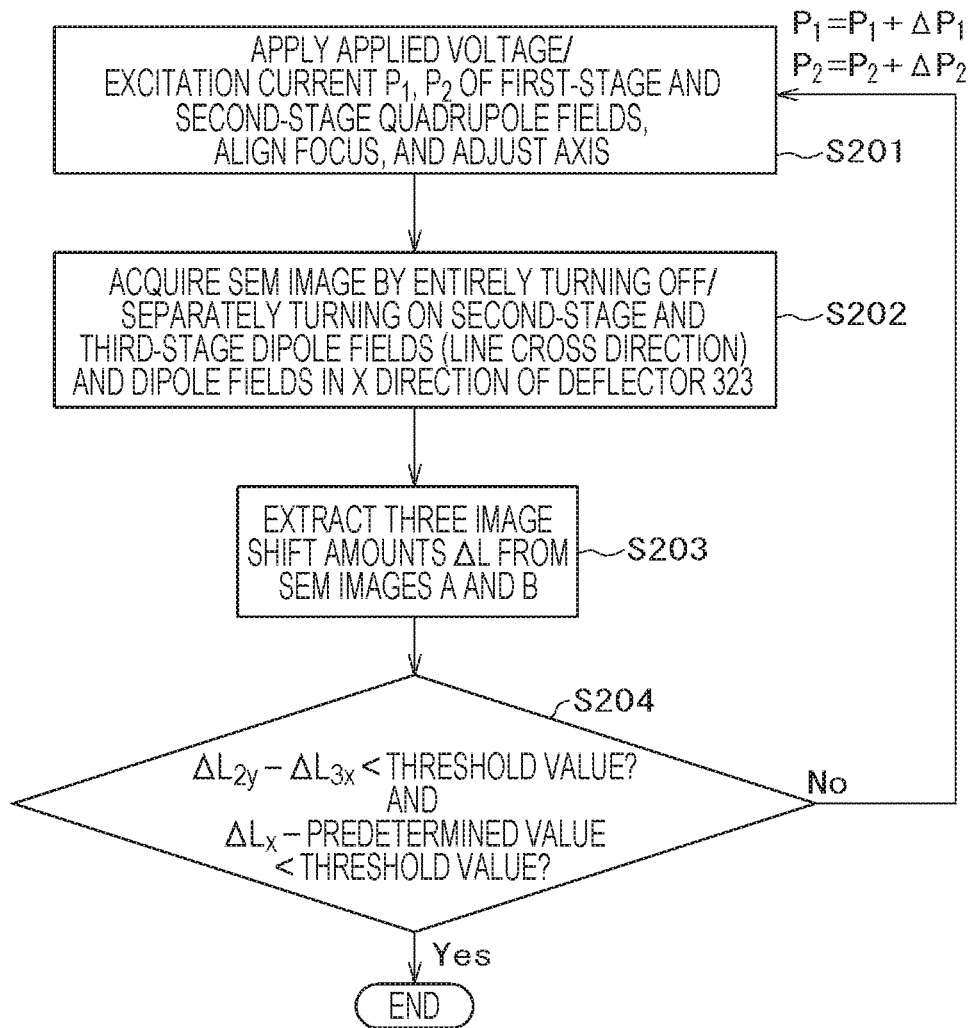 P₁=P₁ + ΔP₁
P₂=P₂ + ΔP₂
APPLY APPLIED VOLTAGE/
EXCITATION CURRENT P₁, P₂ OF FIRST-STAGE AND
SECOND-STAGE QUADRUPOLE FIELDS,
ALIGN FOCUS, AND ADJUST AXIS
S201
ACQUIRE SEM IMAGE BY ENTIRELY TURNING OFF/
SEPARATELY TURNING ON SECOND-STAGE AND
THIRD-STAGE DIPOLE FIELDS (LINE CROSS DIRECTION)
AND DIPOLE FIELDS IN X DIRECTION OF DEFLECTOR 323
S202
EXTRACT THREE IMAGE
SHIFT AMOUNTS ΔL FROM
SEM IMAGES A AND B
S203
S204
ΔL₂y – ΔL₃x < THRESHOLD VALUE?
AND
ΔLx – PREDETERMINED VALUE
< THRESHOLD VALUE?
No
Yes
END